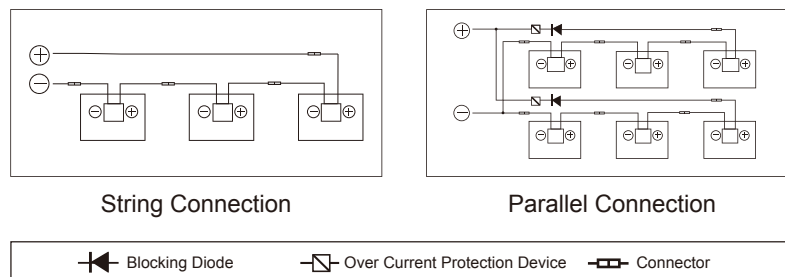 String Connection
Parallel Connection
Blocking Diode
Over Current Protection Device
Connector